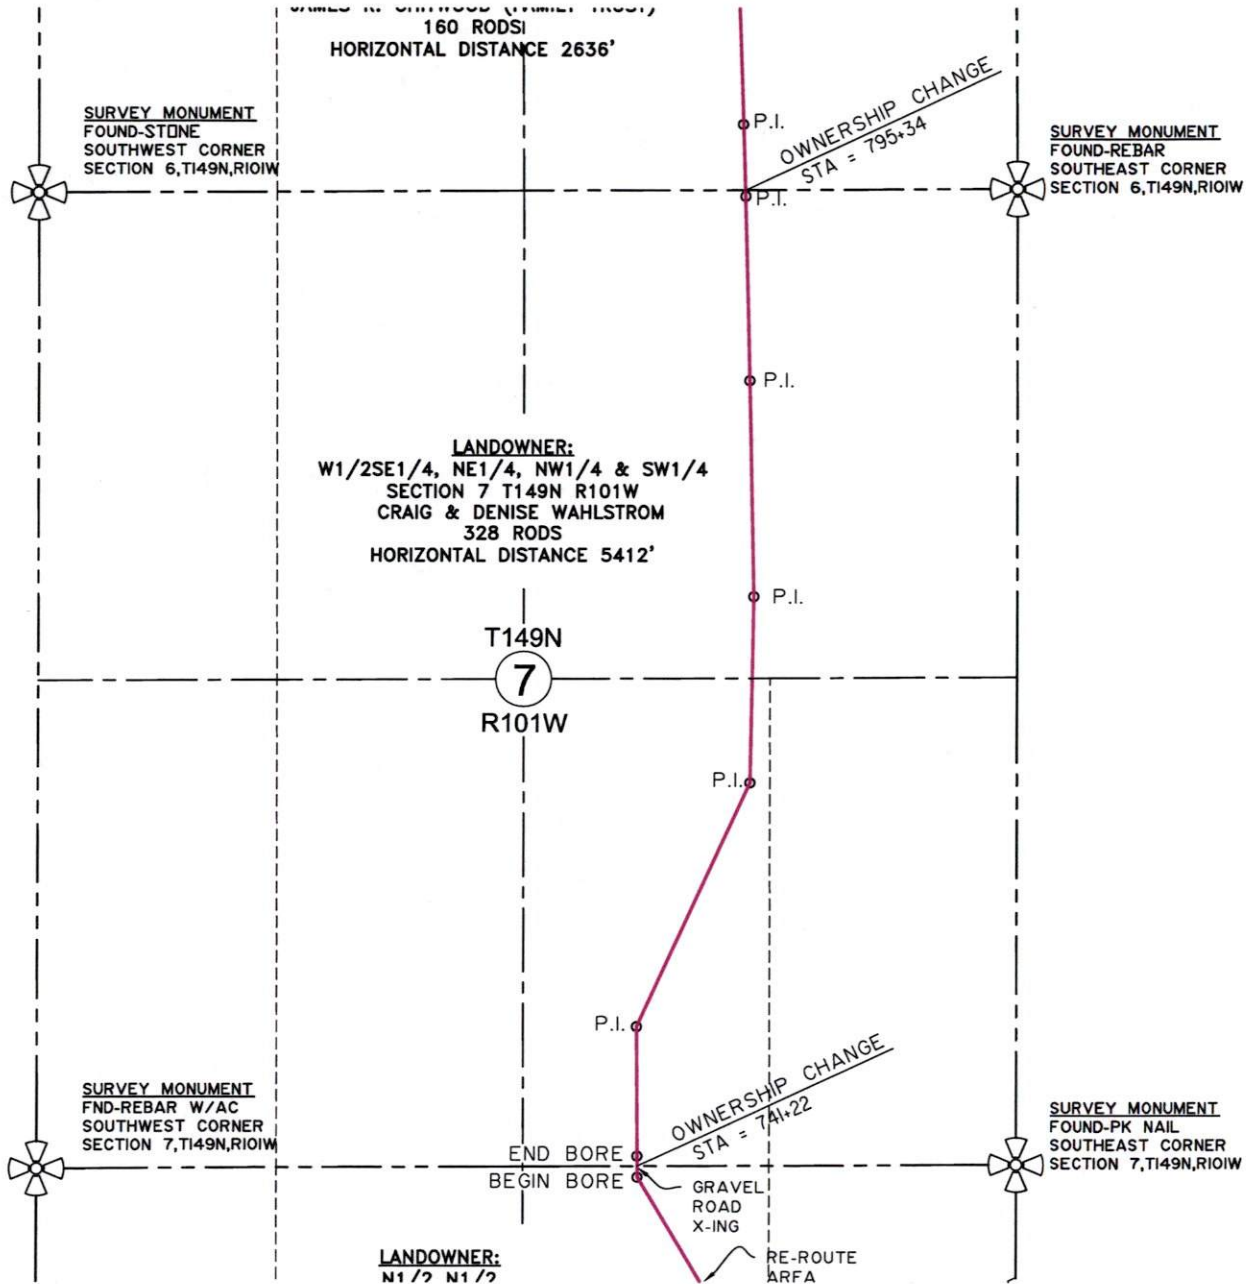 160 RODS
HORIZONTAL DISTANCE 2636'
SURVEY MONUMENT
FOUND-STONE
SOUTHWEST CORNER
SECTION 6,T149N,R101W
P.I.
OWNERSHIP CHANGE
STA = 795+34
P.I.
SURVEY MONUMENT
FOUND-REBAR
SOUTHEAST CORNER
SECTION 6,T149N,R101W
P.I.
LANDOWNER:
W1/2SE1/4, NE1/4, NW1/4 & SW1/4
SECTION 7 T149N R101W
CRAIG & DENISE WAHLSTROM
328 RODS
HORIZONTAL DISTANCE 5412'
P.I.
T149N
7
R101W
P.I.
P.I.
SURVEY MONUMENT
FND-REBAR W/AC
SOUTHWEST CORNER
SECTION 7,T149N,R101W
OWNERSHIP CHANGE
STA = 741+22
SURVEY MONUMENT
FOUND-PK NAIL
SOUTHEAST CORNER
SECTION 7,T149N,R101W
END BORE
BEGIN BORE
GRAVEL
ROAD
X-ING
LANDOWNER:
N1/2 N1/2
RE-ROUTE
AREA